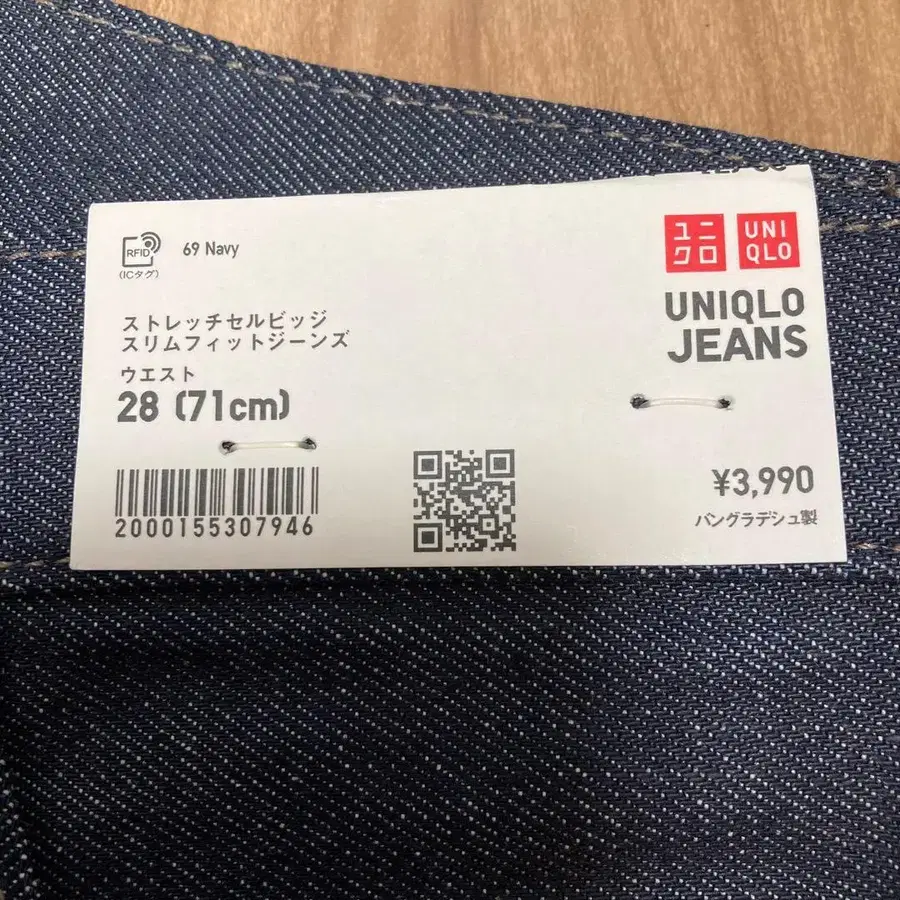 RFID
(ICタグ)
69 Navy
ユニ
クロ
UNI
QLO
UNIQLO
JEANS
ストレッチセルビッジ
スリムフィットジーンズ
ウエスト
28 (71cm)
2000155307946
¥3,990
バングラデシュ製